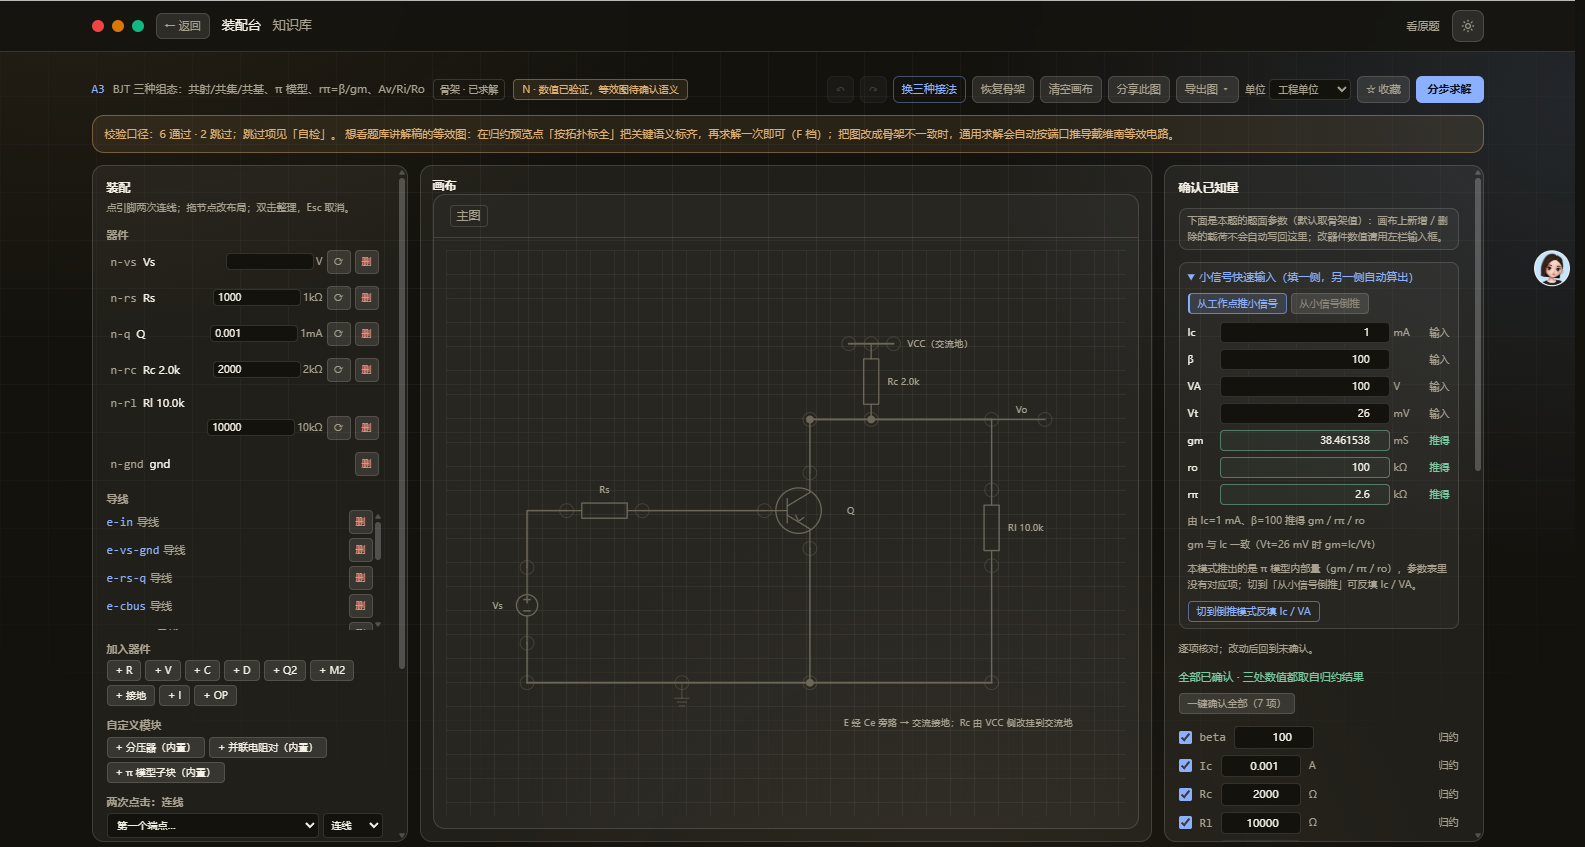 ← 返回
装配台
知识库
看原题
A3 BJT 三种组态：共射/共集/共基、π 模型、rπ=β/gm、Av/Ri/Ro
骨架 · 已求解
N · 数值已验证，等效图待确认语义
换三种接法
恢复骨架
清空画布
分享此图
导出图
单位
工程单位
☆ 收藏
分步求解
校验口径：6 通过 · 2 跳过；跳过项见「自检」。 想看题库讲解稿的等效图：在归约预览点「按拓扑标全」把关键语义标齐，再求解一次即可（F 档）；把图改成骨架不一致时，通用求解会自动按端口推导戴维南等效电路。
装配
点引脚两次连线；拖节点改布局；双击整理，Esc 取消。
器件
n-vs Vs V 删
n-rs Rs 1000 1kΩ 删
n-q Q 0.001 1mA 删
n-rc Rc 2.0k 2000 2kΩ 删
n-rl Rl 10.0k
10000 10kΩ 删
n-gnd gnd 删
导线
e-in 导线 删
e-vs-gnd 导线 删
e-rs-q 导线 删
e-cbus 导线 删
加入器件
+ R
+ V
+ C
+ D
+ Q2
+ M2
+ 接地
+ I
+ OP
自定义模块
+ 分压器（内置）
+ 并联电阻对（内置）
+ π 模型子块（内置）
两次点击：连线
第一个端点...
连线
画布
主图
VCC（交流地）
Rc 2.0k
Vo
Rs
Q
Rl 10.0k
Vs
E 经 Ce 旁路 → 交流接地；Rc 由 VCC 侧改挂到交流地
确认已知量
下面是本题的题面参数（默认取骨架值）：画布上新增 / 删
除的载荷不会自动写回这里；改器件数值请用左栏输入框。
▼ 小信号快速输入（填一侧，另一侧自动算出）
从工作点推小信号
从小信号倒推
Ic 1 mA 输入
β 100 输入
VA 100 V 输入
Vt 26 mV 输入
gm 38.461538 mS 推得
ro 100 kΩ 推得
rπ 2.6 kΩ 推得
由 Ic=1 mA、β=100 推得 gm / rπ / ro
gm 与 Ic 一致（Vt=26 mV 时 gm=Ic/Vt）
本模式推出的是 π 模型内部量（gm / rπ / ro），参数表里
没有对应项；切到「从小信号倒推」可反填 Ic / VA。
切到倒推模式反填 Ic / VA
逐项核对；改动后回到未确认。
全部已确认 · 三处数值都取自归约结果
一键确认全部（7 项）
beta 100 归约
Ic 0.001 A 归约
Rc 2000 Ω 归约
Rl 10000 Ω 归约